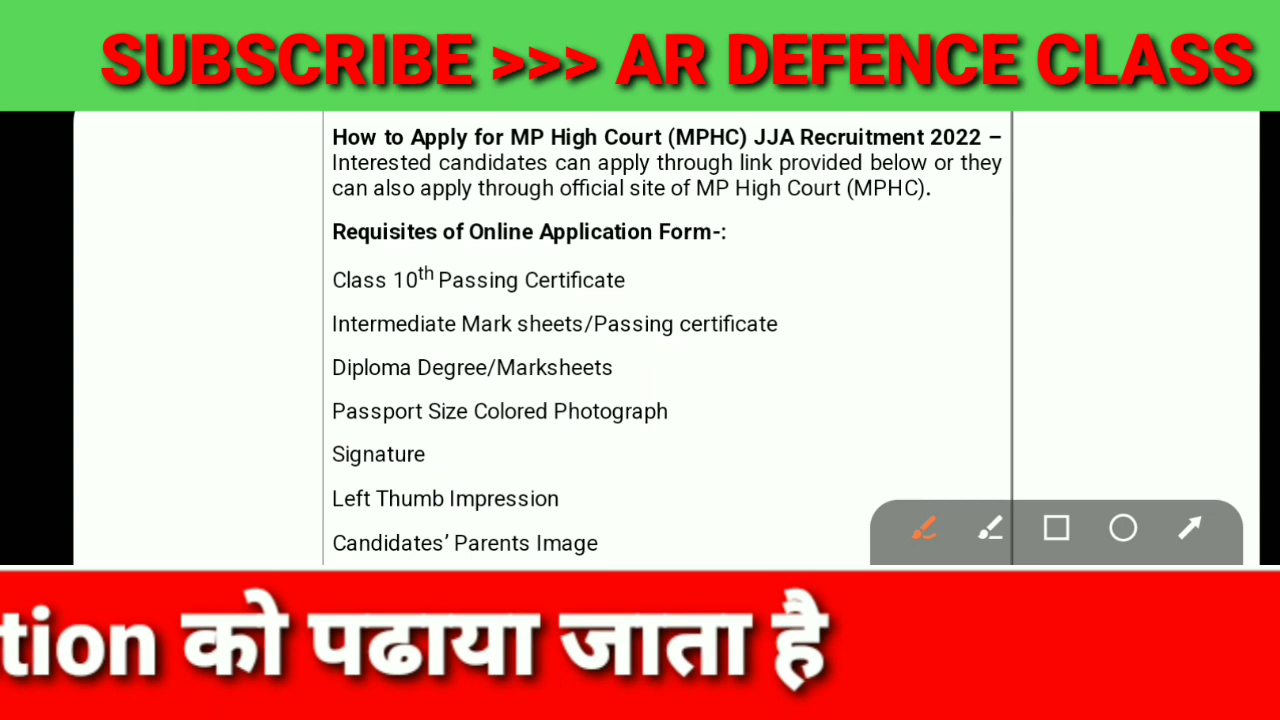 SUBSCRIBE >>> AR DEFENCE CLASS
How to Apply for MP High Court (MPHC) JJA Recruitment 2022 –
Interested candidates can apply through link provided below or they
can also apply through official site of MP High Court (MPHC).
Requisites of Online Application Form-:
Class 10th Passing Certificate
Intermediate Mark sheets/Passing certificate
Diploma Degree/Marksheets
Passport Size Colored Photograph
Signature
Left Thumb Impression
Candidates’ Parents Image
tion को पढाया जाता है